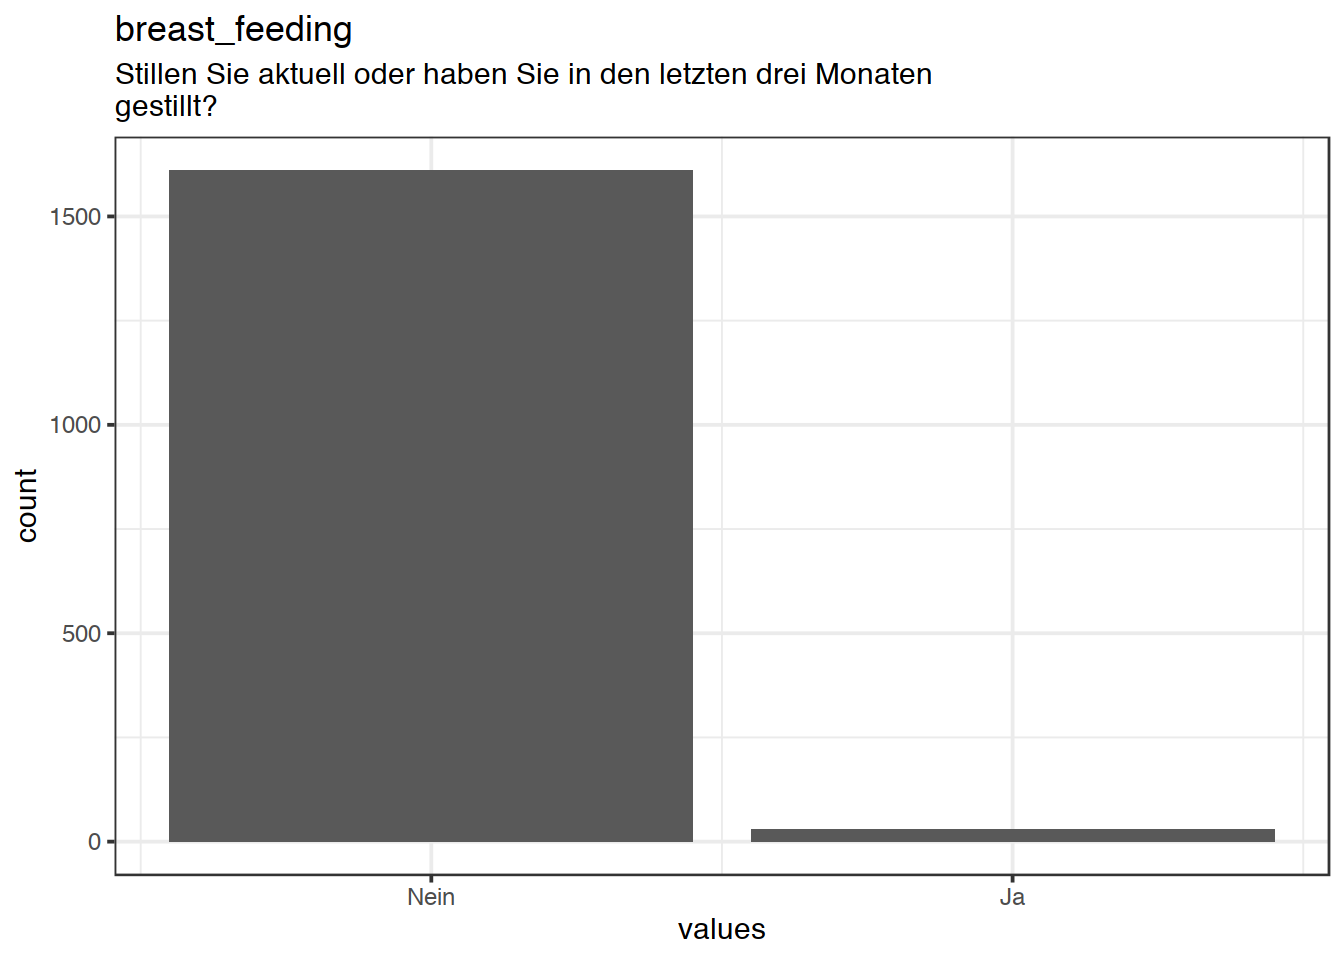 breast_feeding
Stillen Sie aktuell oder haben Sie in den letzten drei Monaten
gestillt?
1500
1000
500
0
count
Nein
Ja
values